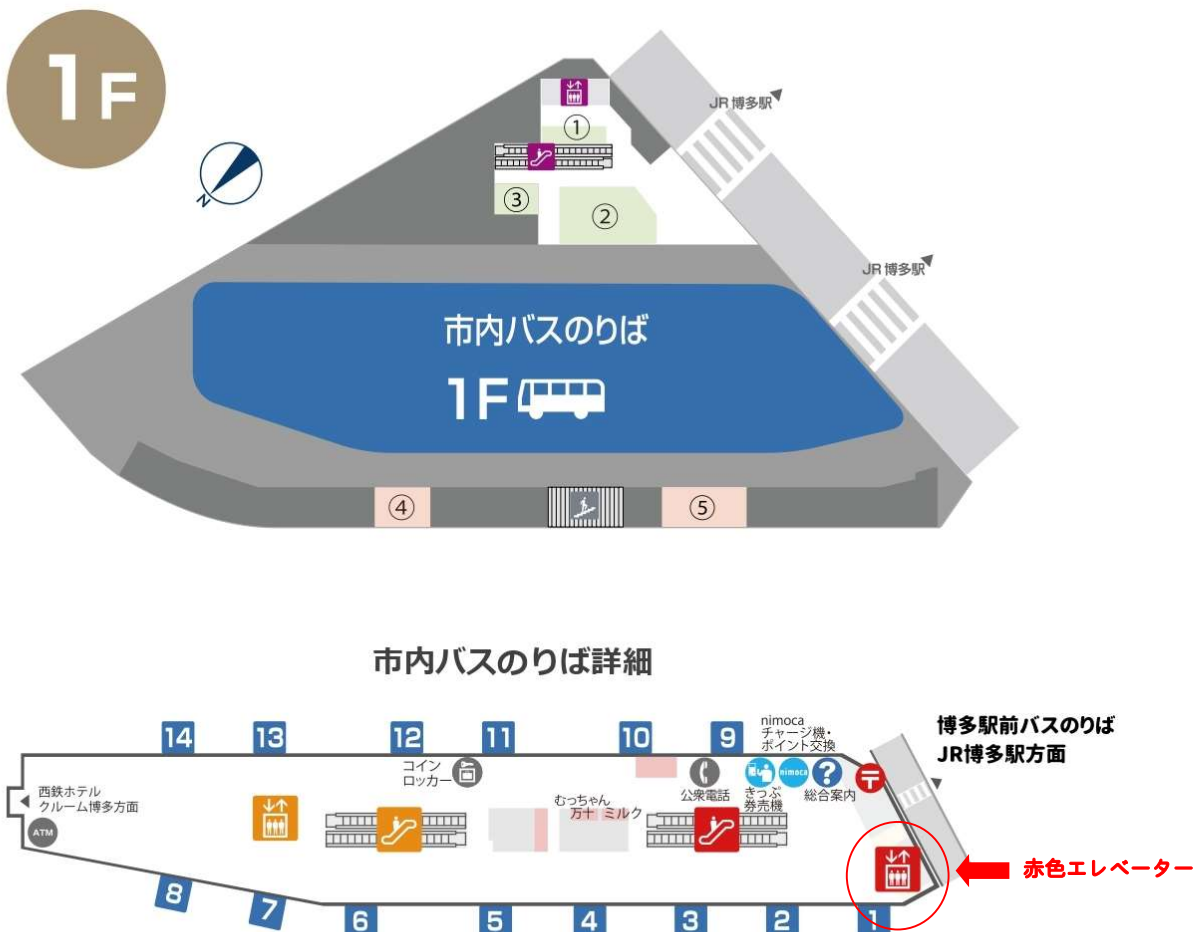 1F
JR博多駅
①
N
③
②
JR博多駅
市内バスのりば
1F
④
⑤
市内バスのりば詳細
14
13
12
11
10
9
nimoca
チャージ機・
ポイント交換
博多駅前バスのりば
JR博多駅方面
コイン
ロッカー
公衆電話
きっぷ
券売機
nimoca
?
総合案内
〒
西鉄ホテル
クルーム博多方面
ATM
むっちゃん
万十 ミルク
赤色エレベーター
8
7
6
5
4
3
2
1